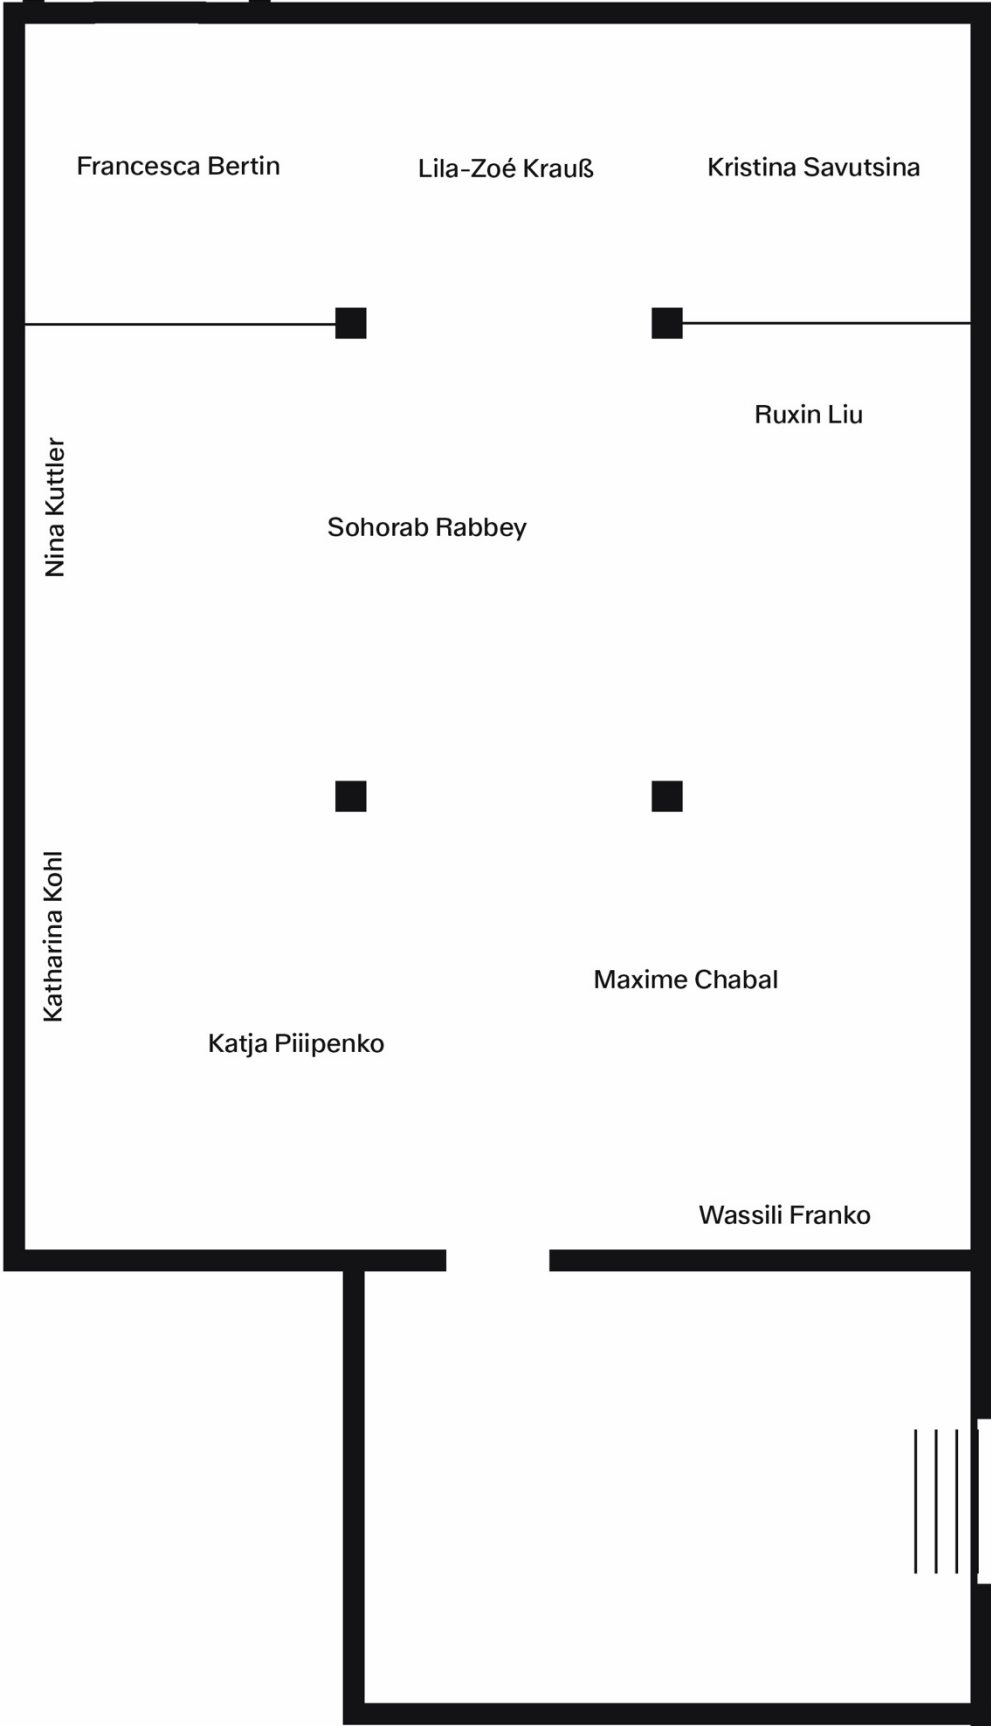 Francesca Bertin
Lila-Zoé Krauß
Kristina Savutsina
Ruxin Liu
Nina Kuttler
Sohorab Rabbey
Katharina Kohl
Maxime Chabal
Katja Piiipenko
Wassili Franko